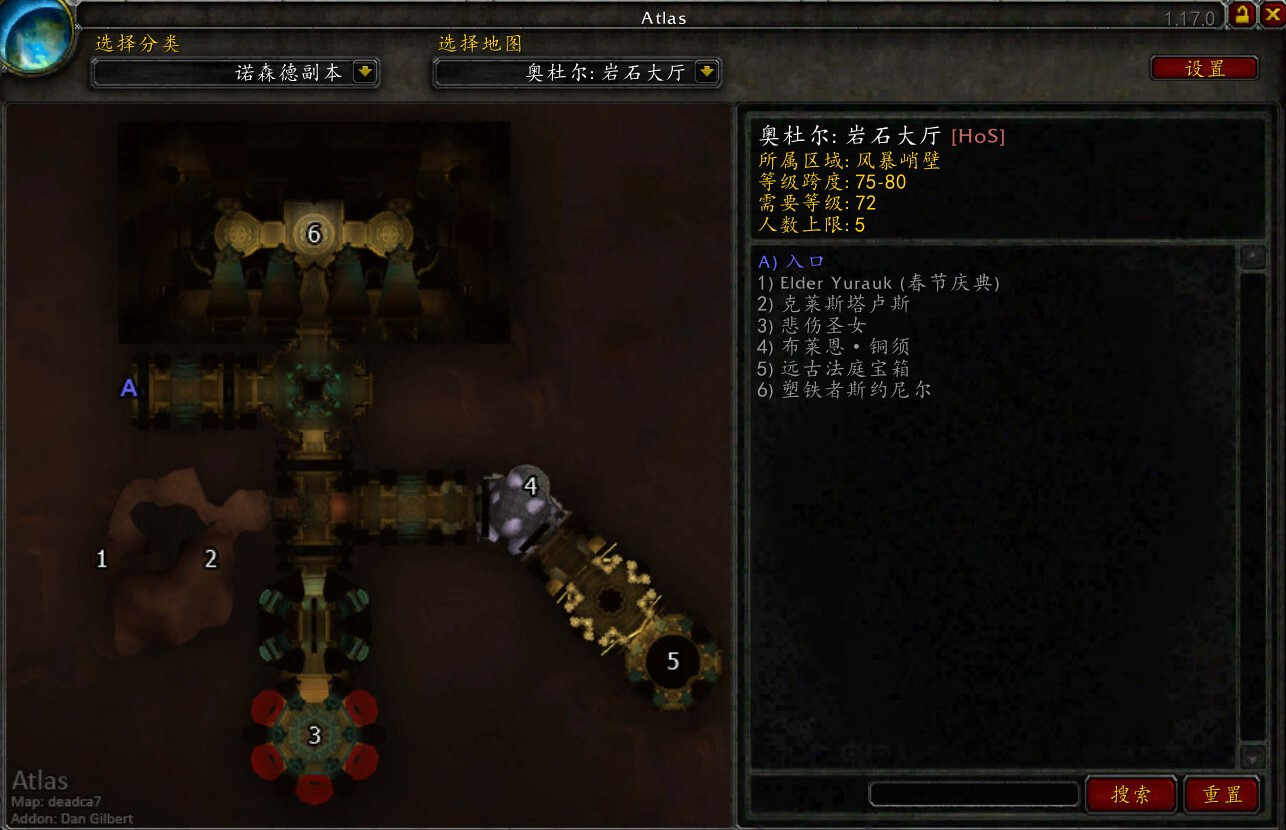 Atlas
1.17.0
选择分类
选择地图
诺森德副本
奥杜尔: 岩石大厅
设置
奥杜尔: 岩石大厅 [HoS]
所属区域: 风暴峭壁
等级跨度: 75-80
需要等级: 72
人数上限: 5
A) 入口
1) Elder Yurauk (春节庆典)
2) 克莱斯塔卢斯
3) 悲伤圣女
4) 布莱恩•铜须
5) 远古法庭宝箱
6) 塑铁者斯约尼尔
6
A
4
1
2
5
3
Atlas
Map: deadca7
Addon: Dan Gilbert
搜索
重置